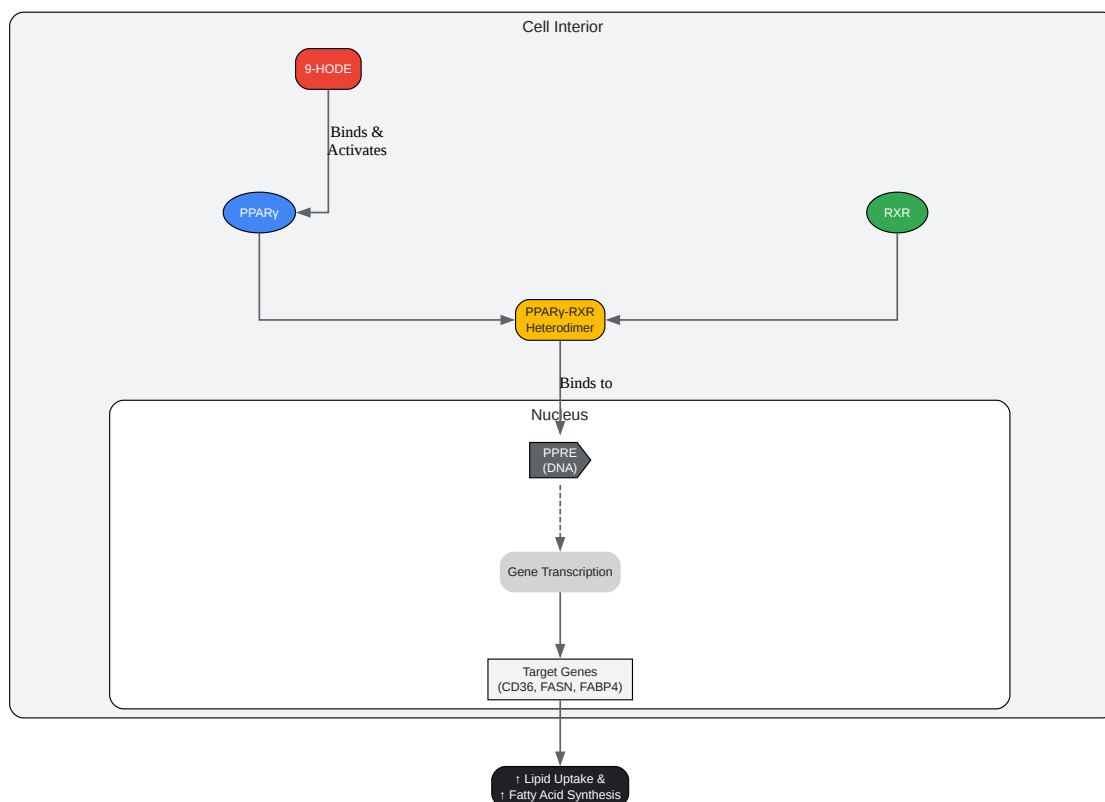 Cell Interior
9-HODE
Binds &
Activates
PPARγ
RXR
PPARγ-RXR
Heterodimer
Binds to
Nucleus
PPRE
(DNA)
Gene Transcription
Target Genes
(CD36, FASN, FABP4)
↑ Lipid Uptake &
↑ Fatty Acid Synthesis